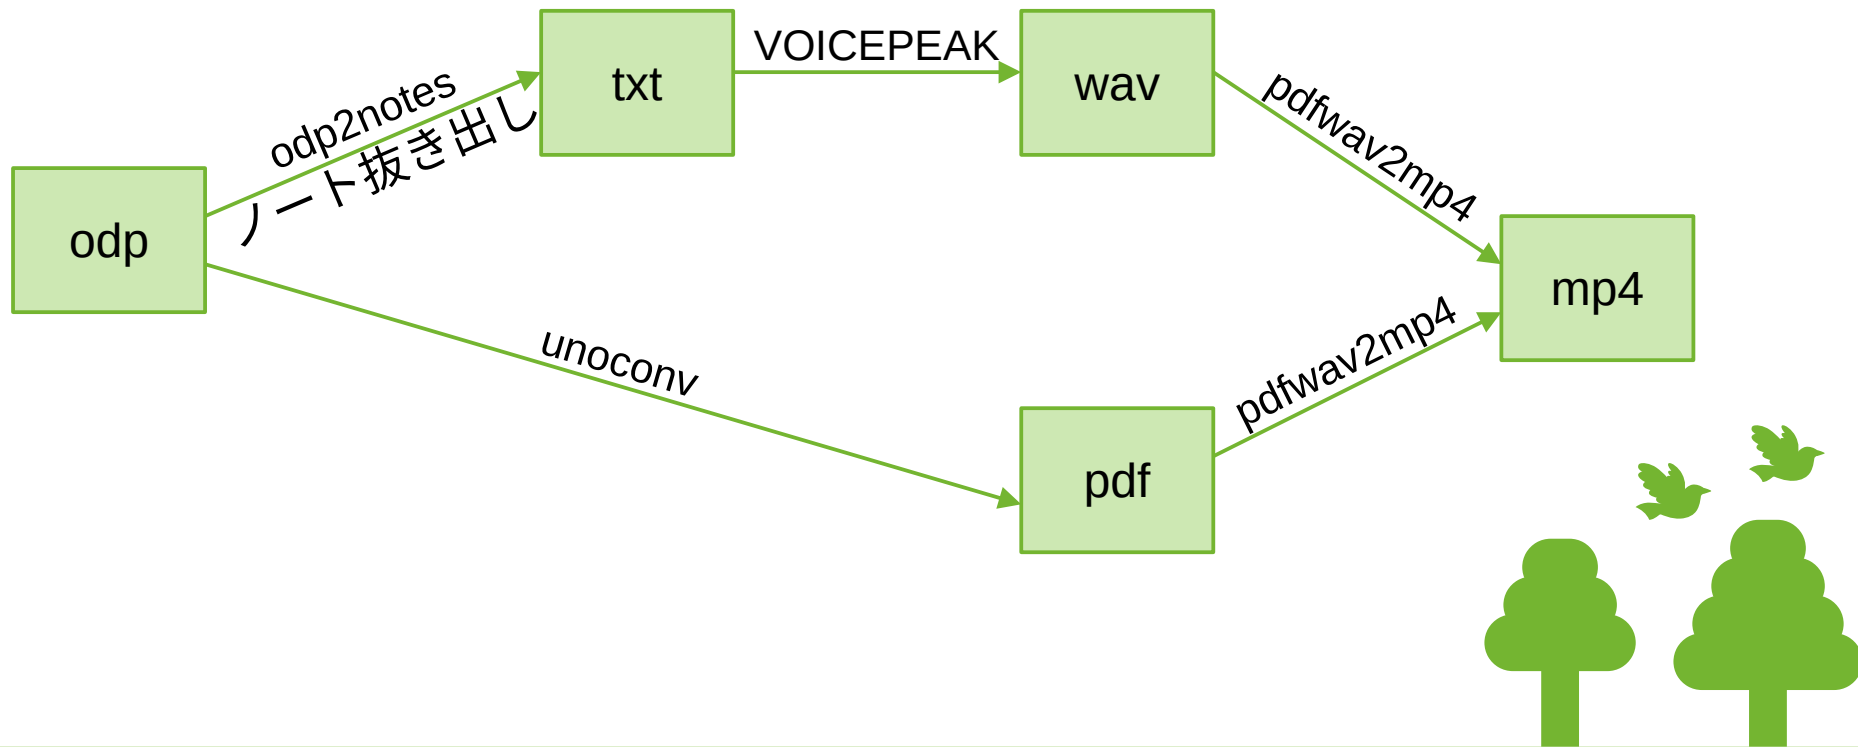 odp
odp2notes
ノート抜き出し
txt
VOICEPEAK
wav
pdfwav2mp4
unoconv
pdf
pdfwav2mp4
mp4